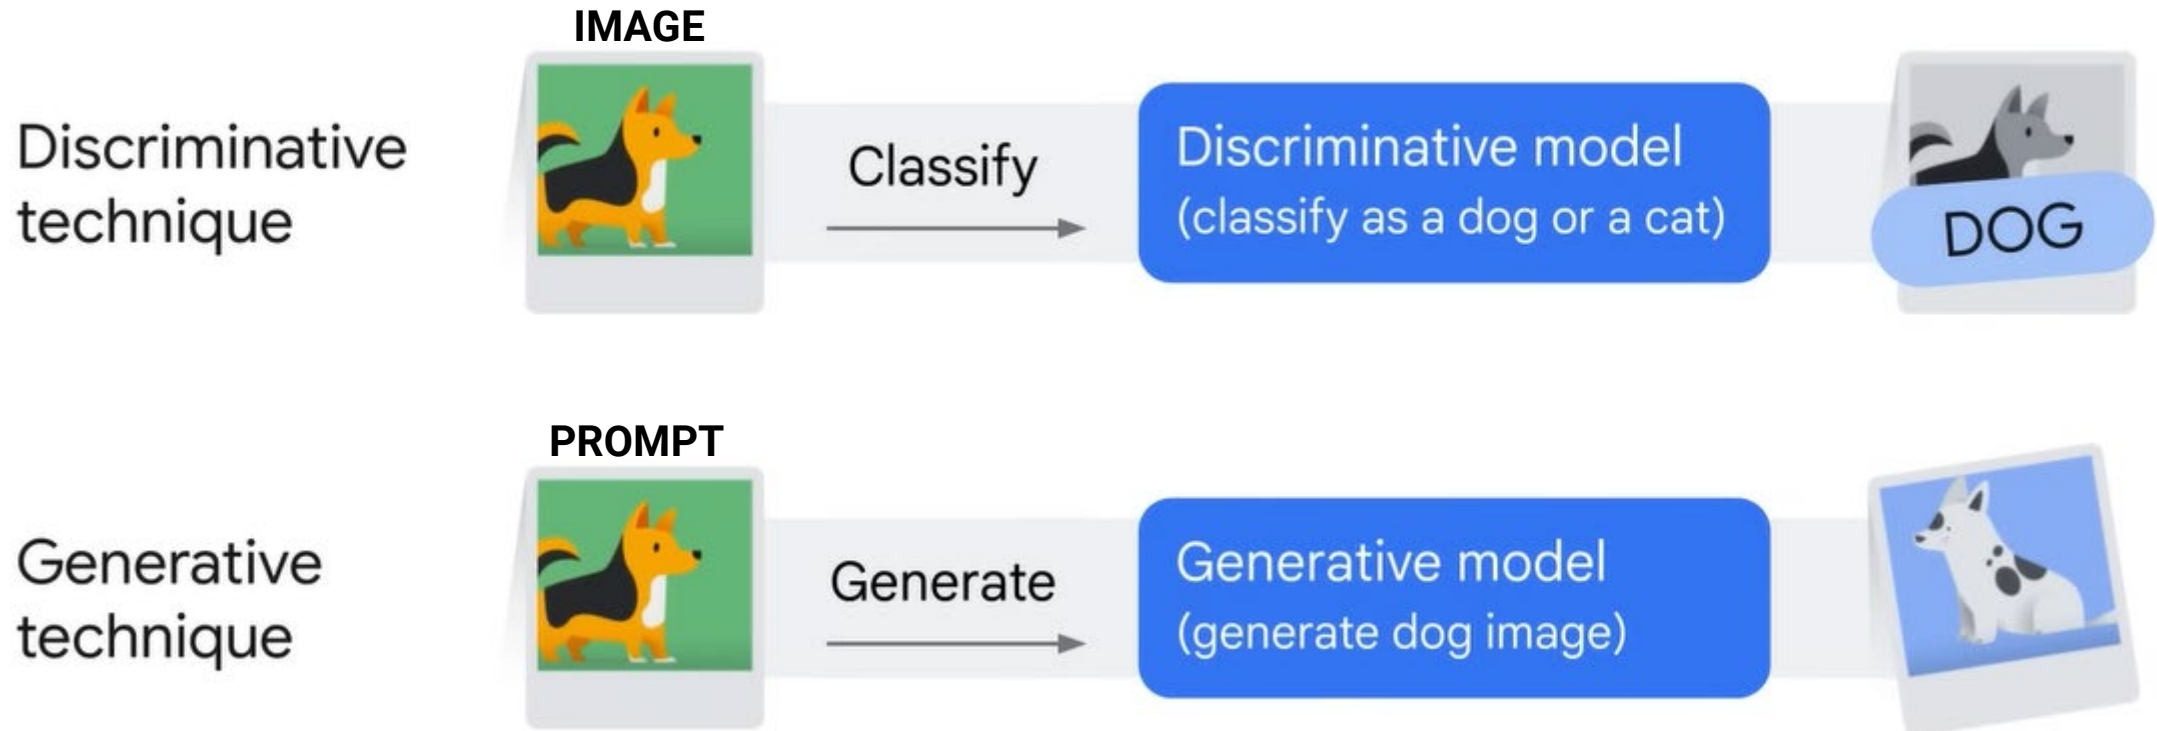 IMAGE
Discriminative
technique
Classify
Discriminative model
(classify as a dog or a cat)
DOG
PROMPT
Generative
technique
Generate
Generative model
(generate dog image)